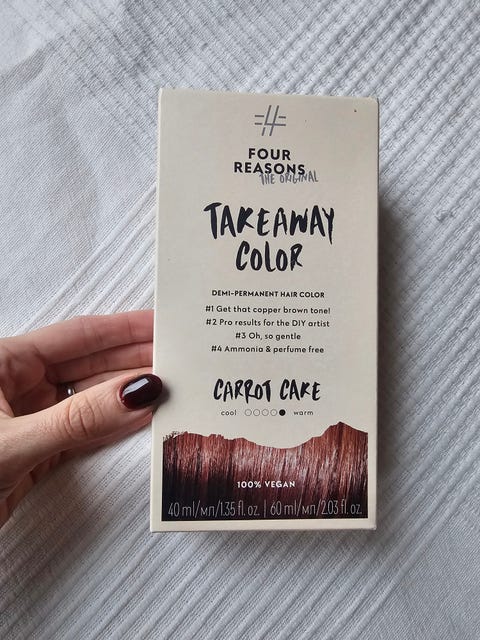 FOUR
REASONS
THE ORIGINAL
TAKEAWAY
COLOR
DEMI-PERMANENT HAIR COLOR
#1 Get that copper brown tone!
#2 Pro results for the DIY artist
#3 Oh, so gentle
#4 Ammonia & perfume free
CARROT CAKE
cool ○○○○● warm
100% VEGAN
40 ml/мл/1.35 fl. oz. | 60 ml/мл/2.03 fl. oz.